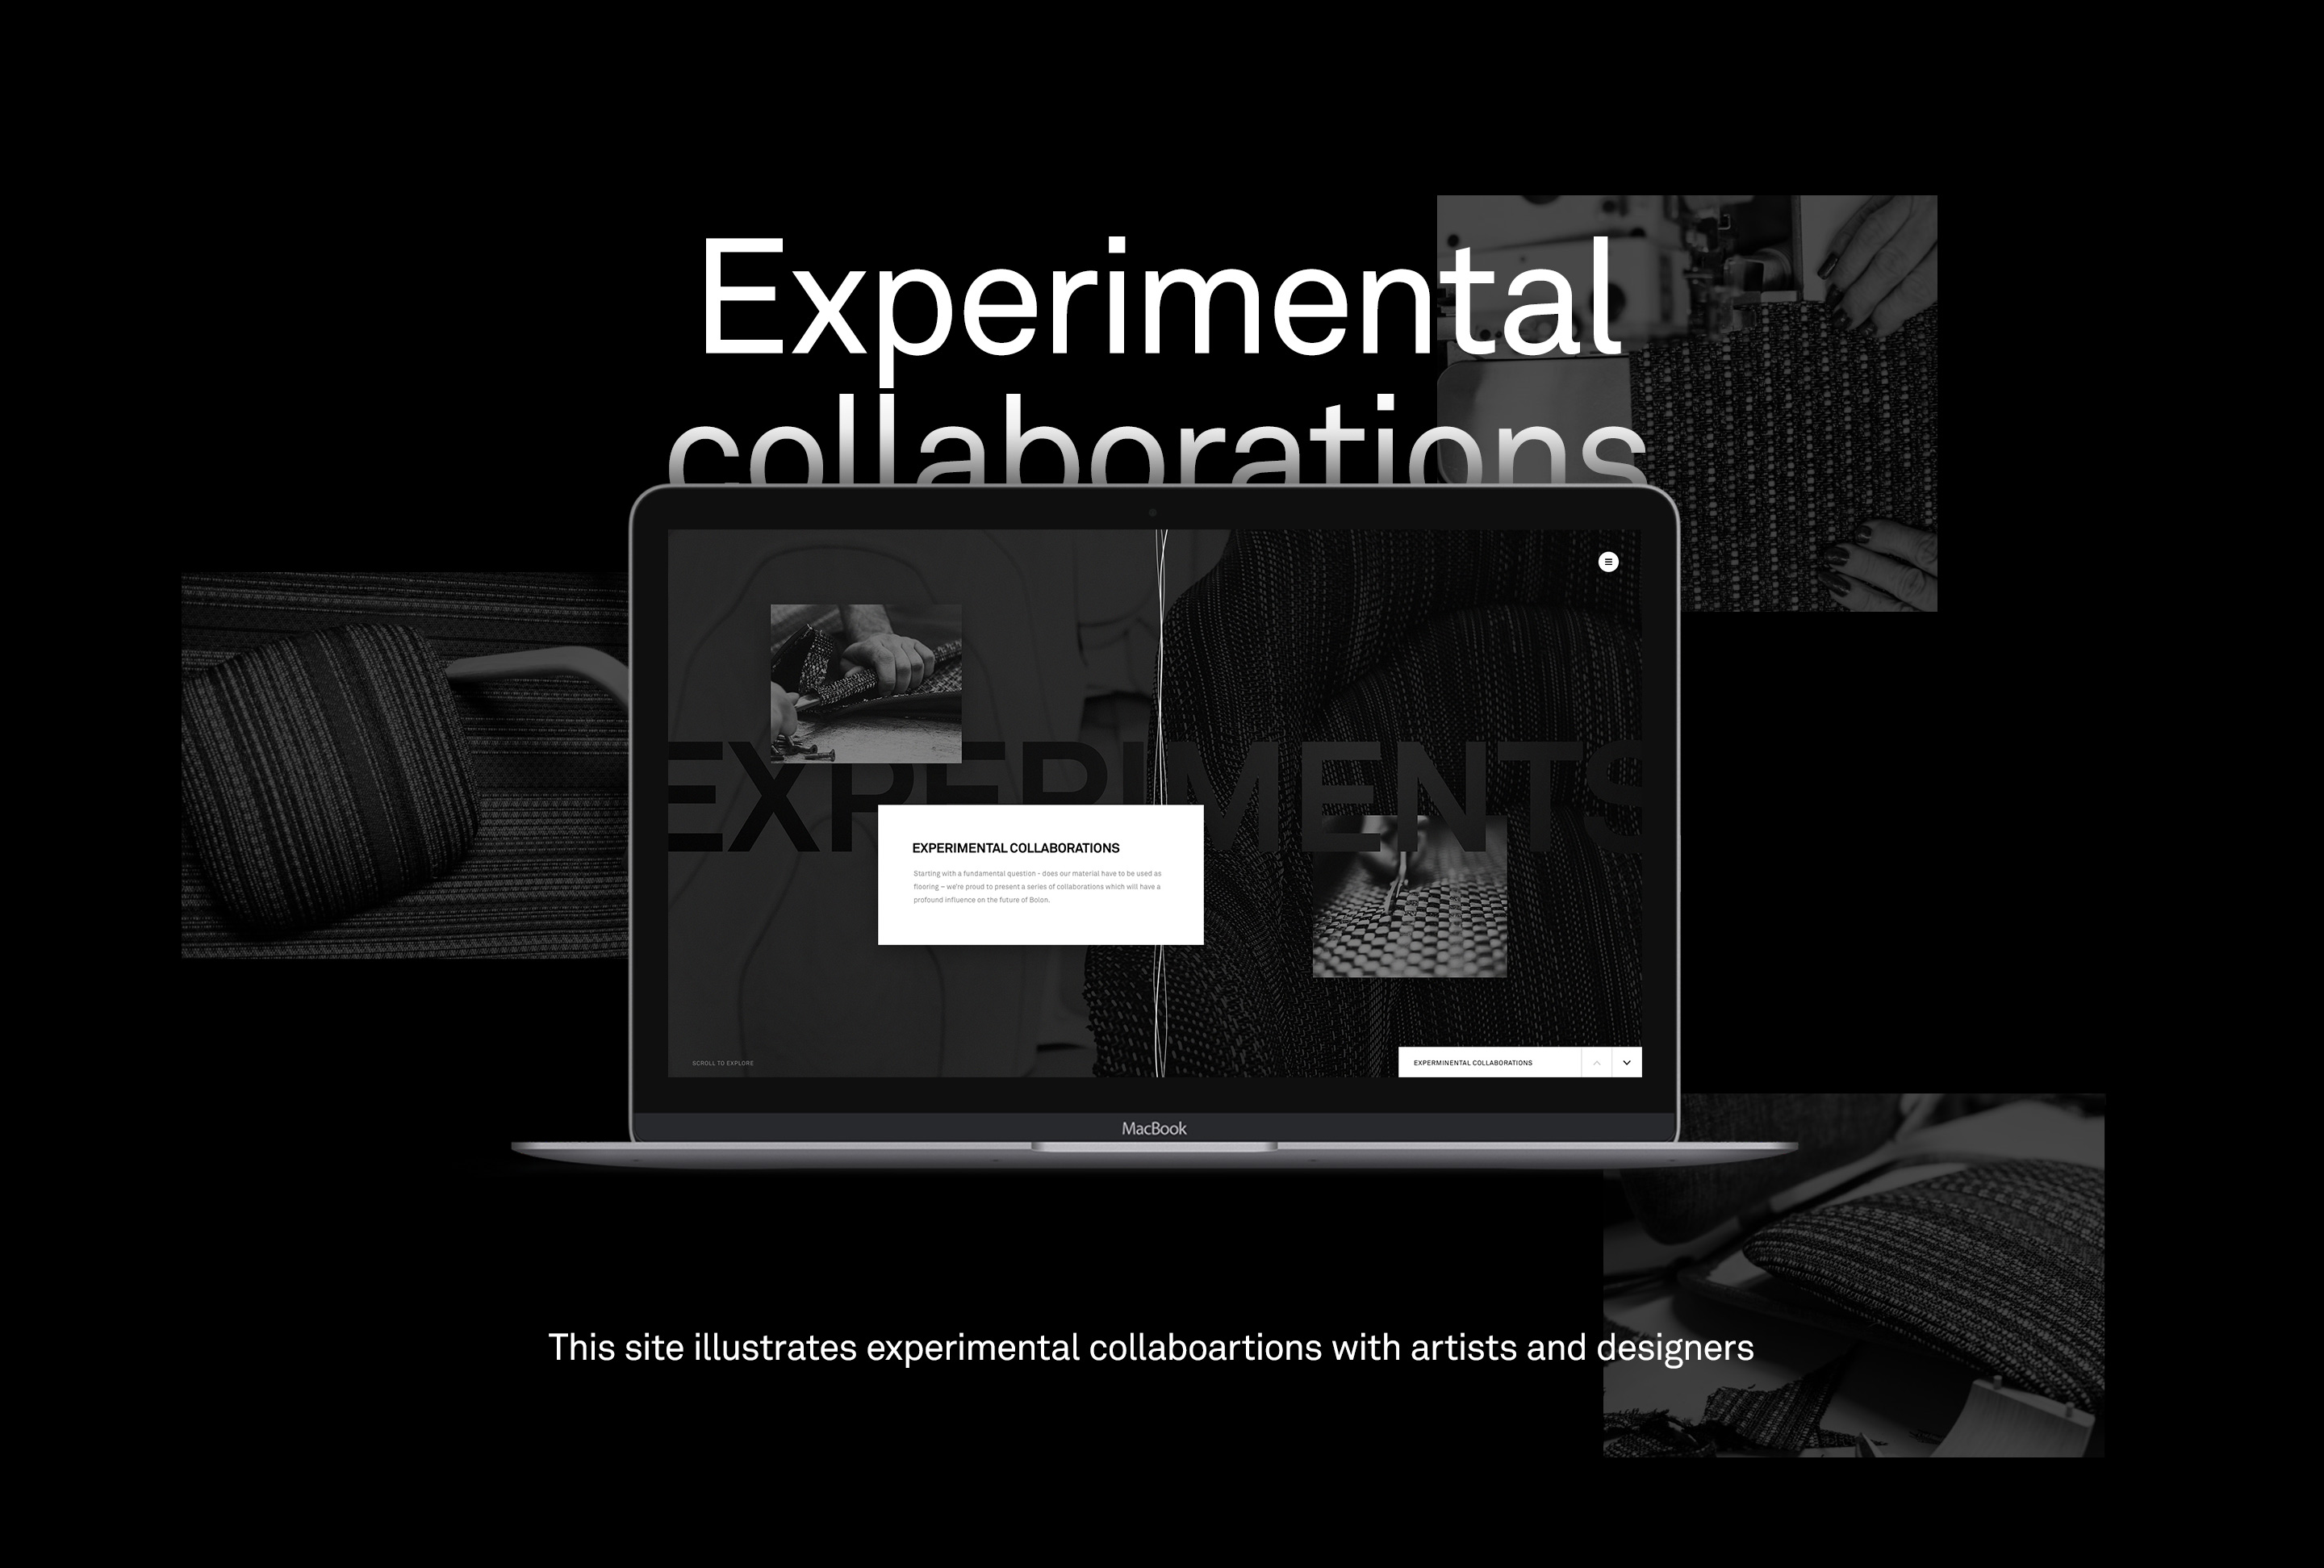 Experimental
collaborations
EXPERIMENTS
EXPERIMENTAL COLLABORATIONS
Starting with a fundamental question - does our material have to be used as
flooring – we're proud to present a series of collaborations which will have a
profound influence on the future of Bolon.
SCROLL TO EXPLORE
EXPERMINENTAL COLLABORATIONS
MacBook
This site illustrates experimental collaboartions with artists and designers